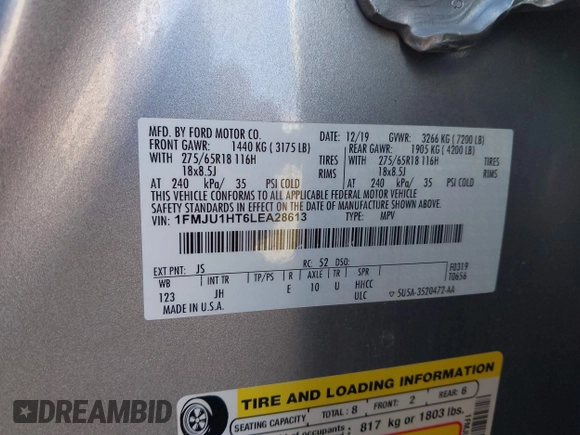 MFD. BY FORD MOTOR CO.
DATE: 12/19 GVWR: 3266 KG ( 7200 LB)
FRONT GAWR: 1440 KG ( 3175 LB) REAR GAWR: 1905 KG ( 4200 LB)
WITH 275/65R18 116H TIRES WITH 275/65R18 116H TIRES
18x8.5J RIMS 18x8.5J RIMS
AT 240 kPa/ 35 PSI COLD AT 240 kPa/ 35 PSI COLD
THIS VEHICLE CONFORMS TO ALL APPLICABLE FEDERAL MOTOR VEHICLE
SAFETY STANDARDS IN EFFECT ON THE DATE OF MANUFACTURE SHOWN ABOVE.
VIN: 1FMJU1HT6LEA28613 TYPE: MPV
EXT PNT: JS RC: 52 DSO: F0319
WB INT TR TP/PS R AXLE TR SPR T0656
123 JH E 10 U HHCC
ULC
MADE IN U.S.A. 5U5A-3520472-AA
TIRE AND LOADING INFORMATION
SEATING CAPACITY TOTAL: 8 FRONT: 2 REAR: 6
of occupants : 817 kg or 1803 lbs.
DREAMBID